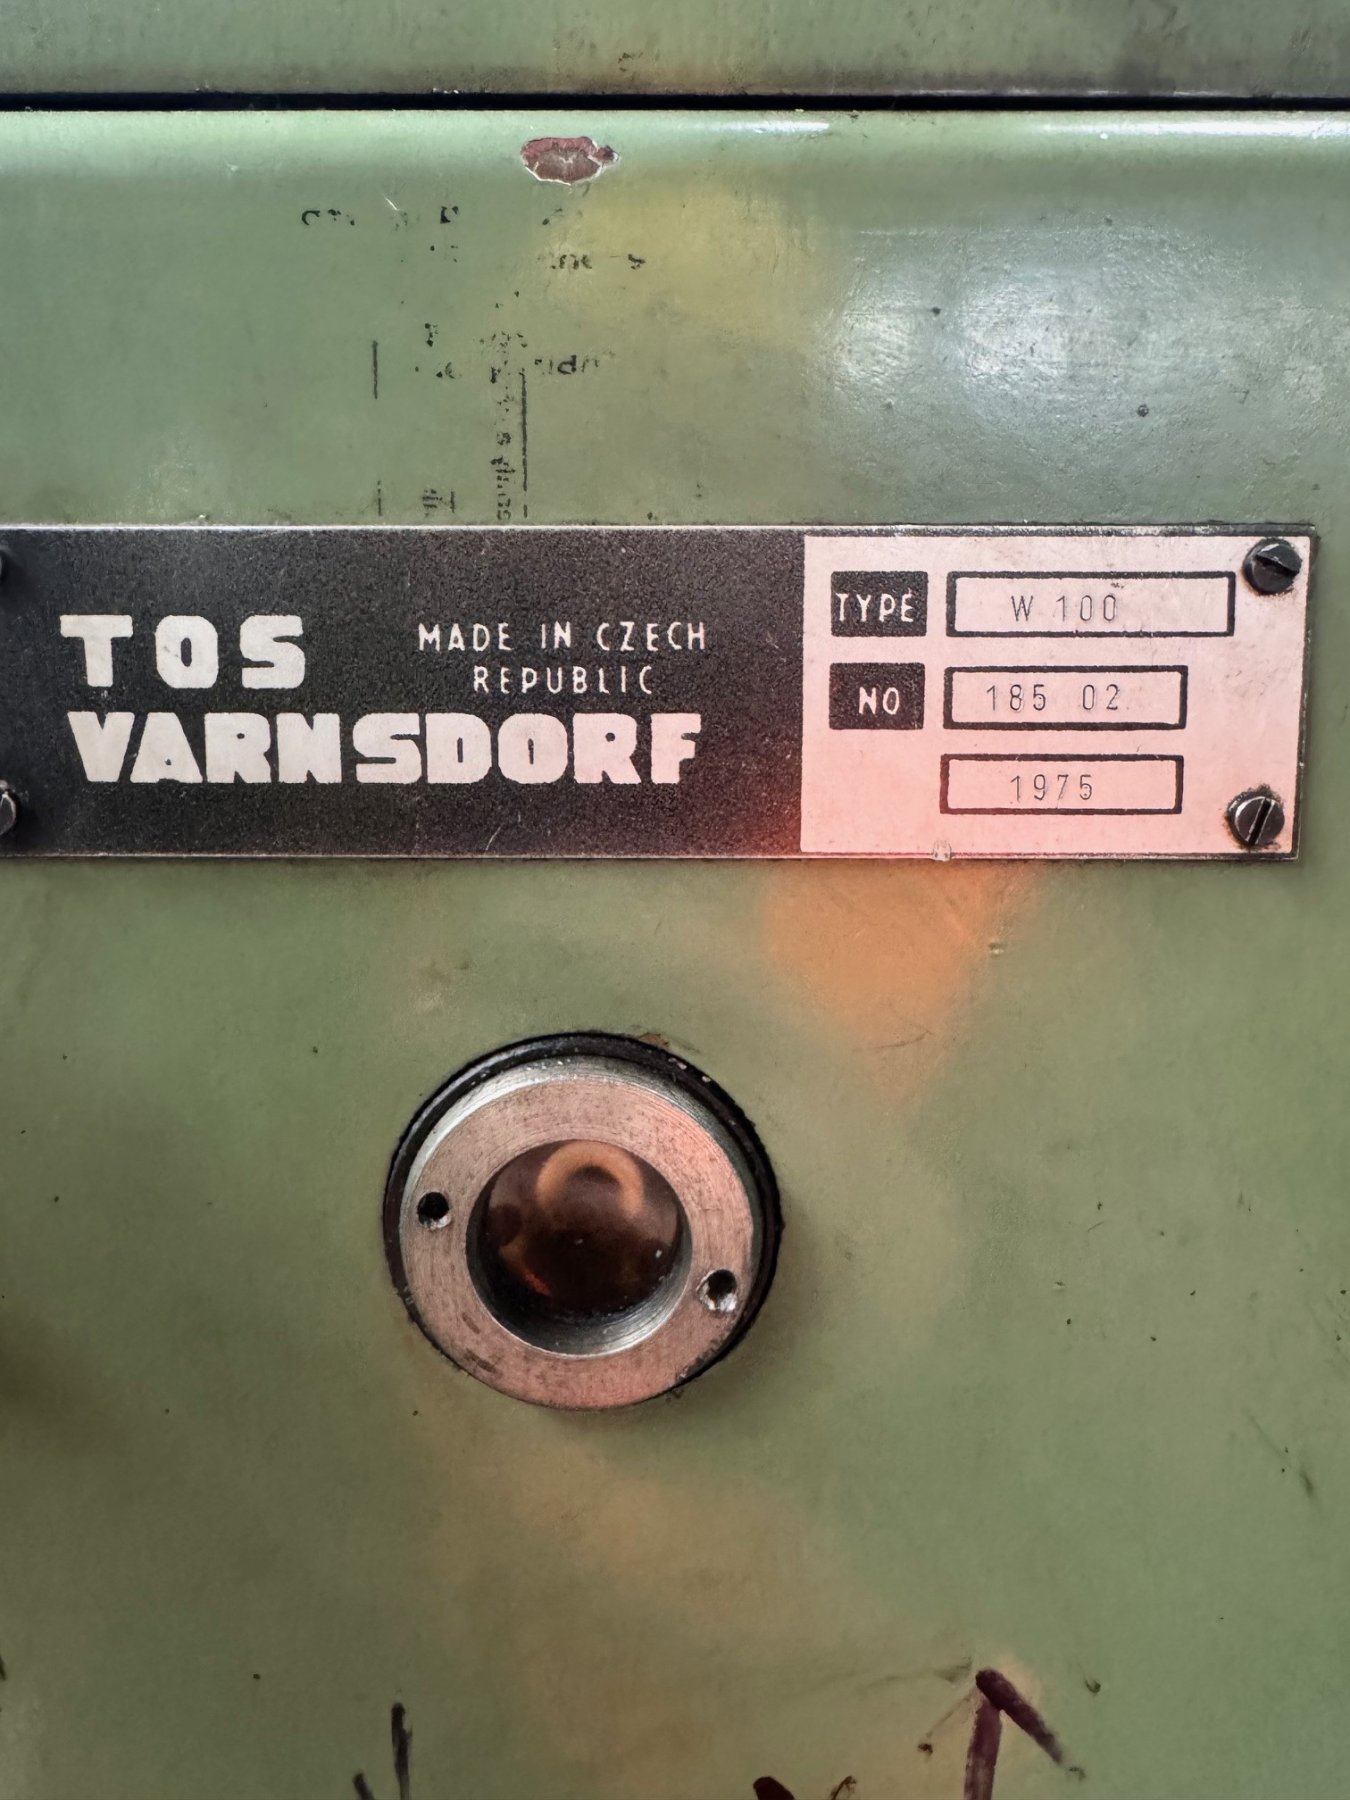 TOS
VARNSDORF
MADE IN CZECH
REPUBLIC
TYPE W 100
NO 185 02
1975